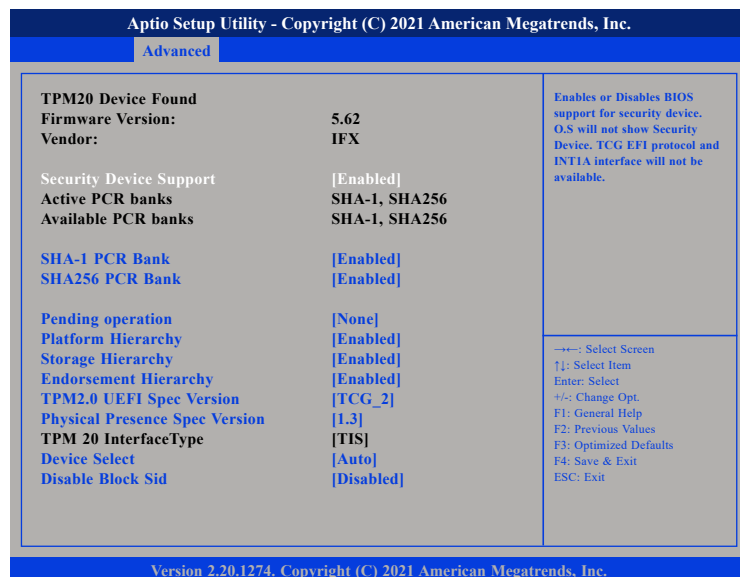 Aptio Setup Utility - Copyright (C) 2021 American Megatrends, Inc.
Advanced
TPM20 Device Found
Firmware Version: 5.62
Vendor: IFX
Security Device Support [Enabled]
Active PCR banks SHA-1, SHA256
Available PCR banks SHA-1, SHA256
SHA-1 PCR Bank [Enabled]
SHA256 PCR Bank [Enabled]
Pending operation [None]
Platform Hierarchy [Enabled]
Storage Hierarchy [Enabled]
Endorsement Hierarchy [Enabled]
TPM2.0 UEFI Spec Version [TCG_2]
Physical Presence Spec Version [1.3]
TPM 20 InterfaceType [TIS]
Device Select [Auto]
Disable Block Sid [Disabled]
Enables or Disables BIOS
support for security device.
O.S will not show Security
Device. TCG EFI protocol and
INT1A interface will not be
available.
→←: Select Screen
↑↓: Select Item
Enter: Select
+/-: Change Opt.
F1: General Help
F2: Previous Values
F3: Optimized Defaults
F4: Save & Exit
ESC: Exit
Version 2.20.1274. Copyright (C) 2021 American Megatrends, Inc.